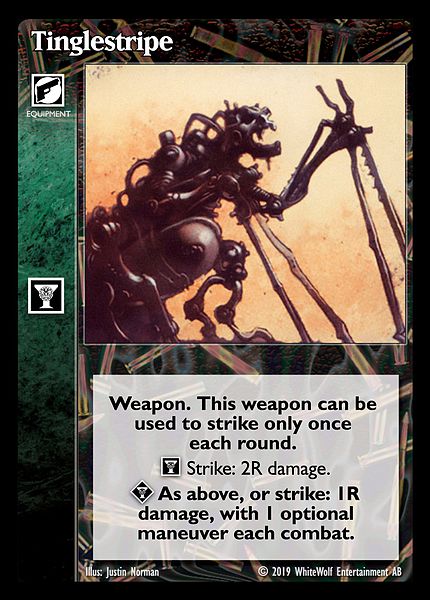 Tinglestripe
EQUIPMENT
Weapon. This weapon can be
used to strike only once
each round.
Strike: 2R damage.
As above, or strike: 1R
damage, with 1 optional
maneuver each combat.
Illus: Justin Norman
© 2019 WhiteWolf Entertainment AB